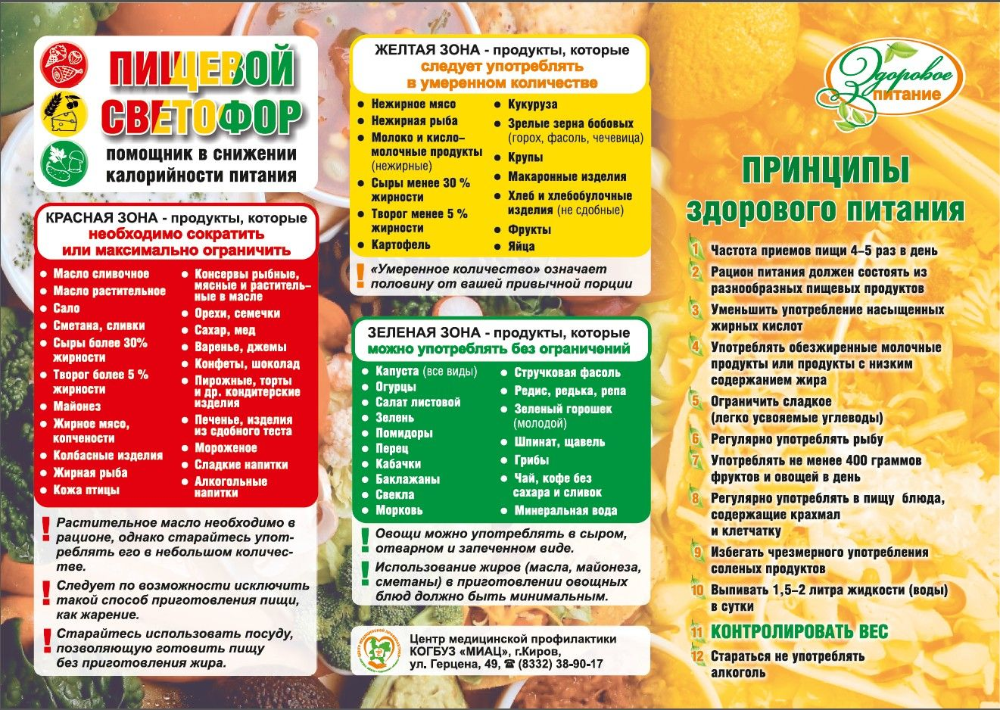 ПИЩЕВОЙ
СВЕТОФОР
помощник в снижении
калорийности питания
КРАСНАЯ ЗОНА - продукты, которые
необходимо сократить
или максимально ограничить
• Масло сливочное
• Масло растительное
• Сало
• Сметана, сливки
• Сыры более 30%
жирности
• Творог более 5 %
жирности
• Майонез
• Жирное мясо,
копчености
• Колбасные изделия
• Жирная рыба
• Кожа птицы
• Консервы рыбные,
мясные и раститель–
ные в масле
• Орехи, семечки
• Сахар, мед
• Варенье, джемы
• Конфеты, шоколад
• Пирожные, торты
и др. кондитерские
изделия
• Печенье, изделия
из сдобного теста
• Мороженое
• Сладкие напитки
• Алкогольные
напитки
! Растительное масло необходимо в
рационе, однако старайтесь упот-
реблять его в небольшом количес-
тве.
! Следует по возможности исключить
такой способ приготовления пищи,
как жарение.
! Старайтесь использовать посуду,
позволяющую готовить пищу
без приготовления жира.
ЖЕЛТАЯ ЗОНА - продукты, которые
следует употреблять
в умеренном количестве
• Нежирное мясо
• Нежирная рыба
• Молоко и кисло–
молочные продукты
(нежирные)
• Сыры менее 30 %
жирности
• Творог менее 5 %
жирности
• Картофель
• Кукуруза
• Зрелые зерна бобовых
(горох, фасоль, чечевица)
• Крупы
• Макаронные изделия
• Хлеб и хлебобулочные
изделия (не сдобные)
• Фрукты
• Яйца
! «Умеренное количество» означает
половину от вашей привычной порции
ЗЕЛЕНАЯ ЗОНА - продукты, которые
можно употреблять без ограничений
• Капуста (все виды)
• Огурцы
• Салат листовой
• Зелень
• Помидоры
• Перец
• Кабачки
• Баклажаны
• Свекла
• Морковь
• Стручковая фасоль
• Редис, редька, репа
• Зеленый горошек
(молодой)
• Шпинат, щавель
• Грибы
• Чай, кофе без
сахара и сливок
• Минеральная вода
! Овощи можно употреблять в сыром,
отварном и запеченном виде.
! Использование жиров (масла, майонеза,
сметаны) в приготовлении овощных
блюд должно быть минимальным.
Центр медицинской профилактики
КОГБУЗ «МИАЦ», г.Киров,
ул. Герцена, 49, ☎ (8332) 38-90-17
Здоровое
питание
ПРИНЦИПЫ
здорового питания
1 Частота приемов пищи 4–5 раз в день
2 Рацион питания должен состоять из
разнообразных пищевых продуктов
3 Уменьшить употребление насыщенных
жирных кислот
4 Употреблять обезжиренные молочные
продукты или продукты с низким
содержанием жира
5 Ограничить сладкое
(легко усвояемые углеводы)
6 Регулярно употреблять рыбу
7 Употреблять не менее 400 граммов
фруктов и овощей в день
8 Регулярно употреблять в пищу блюда,
содержащие крахмал
и клетчатку
9 Избегать чрезмерного употребления
соленых продуктов
10 Выпивать 1,5–2 литра жидкости (воды)
в сутки
11 КОНТРОЛИРОВАТЬ ВЕС
12 Стараться не употреблять
алкоголь